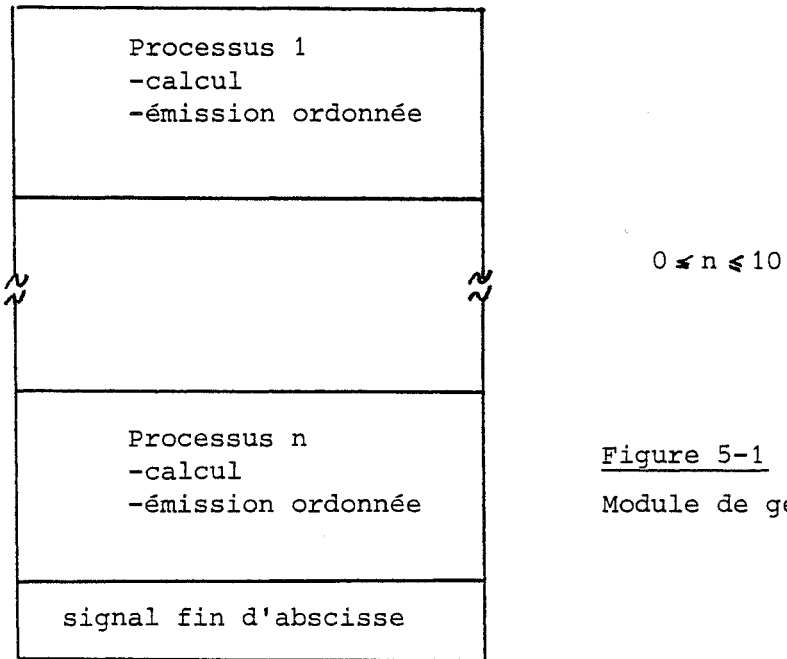 Processus 1
-calcul
-émission ordonnée
0 ≤ n ≤ 10
Processus n
-calcul
-émission ordonnée
Figure 5-1
Module de
signal fin d'abscisse